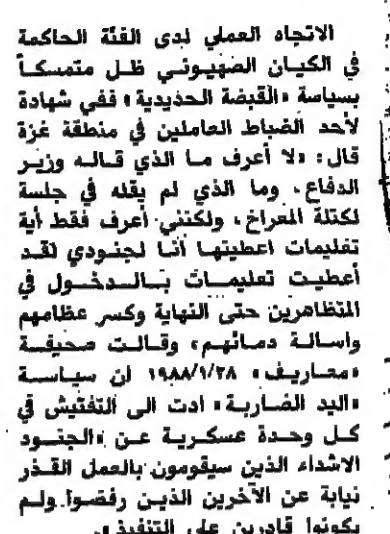 الاتجاه العملي لدى الفئة الحاكمة
في الكيان الصهيوني ظل متمسكاً
بسياسة «القبضة الحديدية» ففي شهادة
لأحد الضباط العاملين في منطقة غزة
قال: «لا أعرف ما الذي قاله وزير
الدفاع، وما الذي لم يقله في جلسة
لكتلة المعراخ، ولكنني أعرف فقط أية
تعليمات اعطيتها أنا لجنودي لقد
أعطيت تعليمات بالدخول في
المتظاهرين حتى النهاية وكسر عظامهم
واسالة دمائهم» وقالت صحيفة
«معاريف» ١٩٨٨/١/٢٨ ان سياسة
«اليد الضاربة» ادت الى التفتيش في
كل وحدة عسكرية عن «الجنود
الاشداء الذين سيقومون بالعمل القذر
نيابة عن الآخرين الذين رفضوا ولم
يكونوا قادرين على التنفيذ».